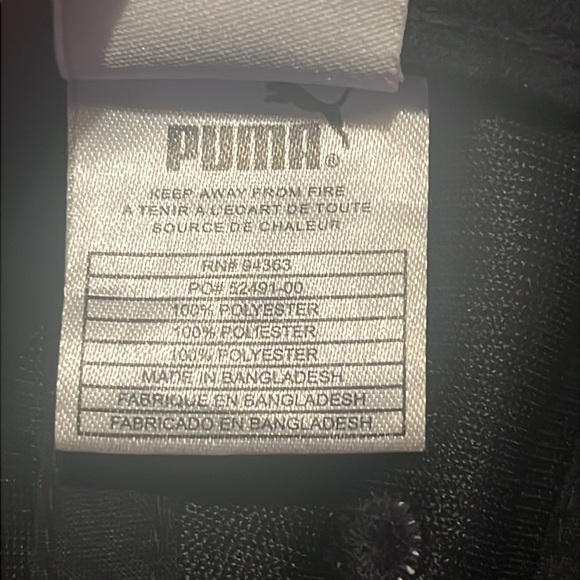 PUMA®
KEEP AWAY FROM FIRE
A TENIR A L'ECART DE TOUTE
SOURCE DE CHALEUR
RN# 94363
PO# 52491-00
100% POLYESTER
100% POLIESTER
100% POLYESTER
MADE IN BANGLADESH
FABRIQUE EN BANGLADESH
FABRICADO EN BANGLADESH